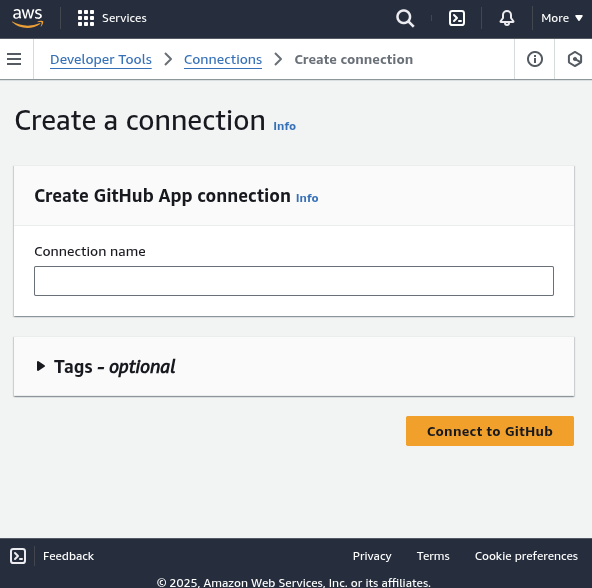 aws Services More
Developer Tools Connections Create connection
Create a connection Info
Create GitHub App connection Info
Connection name
Tags - optional
Connect to GitHub
Feedback Privacy Terms Cookie preferences
© 2025, Amazon Web Services, Inc. or its affiliates.